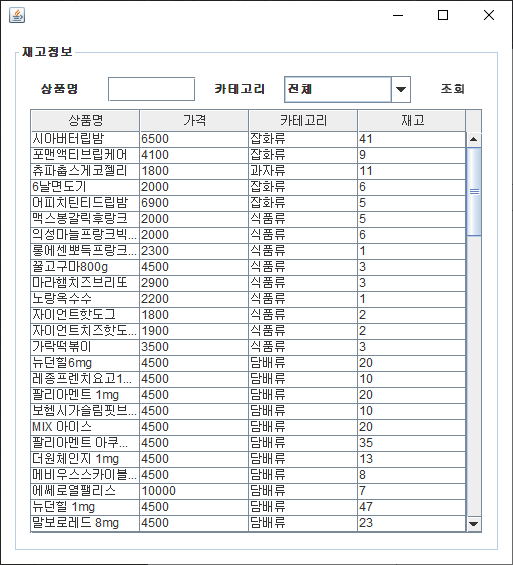 재고정보
상품명 카테고리 전체 조회
상품명 가격 카테고리 재고
시아버터립밤 6500 잡화류 41
포맨액티브립케어 4100 잡화류 9
츄파춥스게코젤리 1800 과자류 11
6날면도기 2000 잡화류 6
머피치틴티드립밤 6900 잡화류 5
맥스봉갈릭후랑크 2000 식품류 5
의성마늘프랑크빅... 2000 식품류 6
롱에센뽀득프랑크... 2300 식품류 1
꿀고구마800g 4500 식품류 3
마라햄치즈브리또 2900 식품류 3
노랑옥수수 2200 식품류 1
자이언트핫도그 1800 식품류 2
자이언트치즈핫도... 1900 식품류 2
가락떡볶이 3500 식품류 3
뉴던힐6mg 4500 담배류 20
레종프렌치요고1... 4500 담배류 10
팔리아멘트 1mg 4500 담배류 20
보헴시가슬림핏브... 4500 담배류 10
MIX 아이스 4500 담배류 20
팔리아멘트 아쿠... 4500 담배류 35
더원체인지 1mg 4500 담배류 13
메비우스스카이블... 4500 담배류 8
에쎄로열팰리스 10000 담배류 7
뉴던힐 1mg 4500 담배류 47
말보로레드 8mg 4500 담배류 23